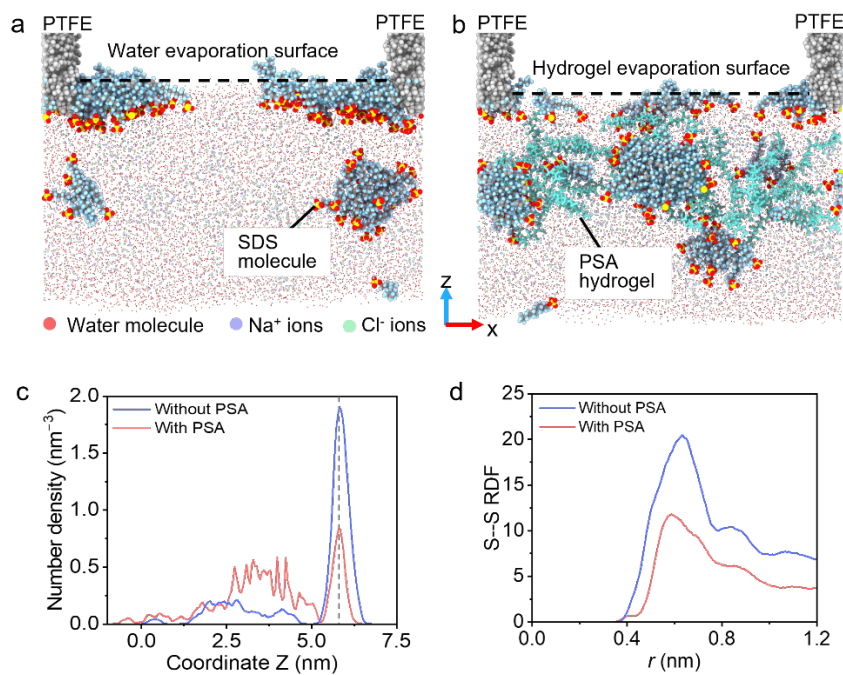 a
PTFE
PTFE
Water evaporation surface
SDS
molecule
b
PTFE
PTFE
Hydrogel evaporation surface
PSA
hydrogel
z
x
Water molecule
Na⁺ ions
Cl⁻ ions
c
Without PSA
With PSA
Number density (nm⁻³)
2.0
1.5
1.0
0.5
0.0
0.0
2.5
5.0
7.5
Coordinate Z (nm)
d
Without PSA
With PSA
S--S RDF
25
20
15
10
5
0
0.0
0.4
0.8
1.2
r (nm)